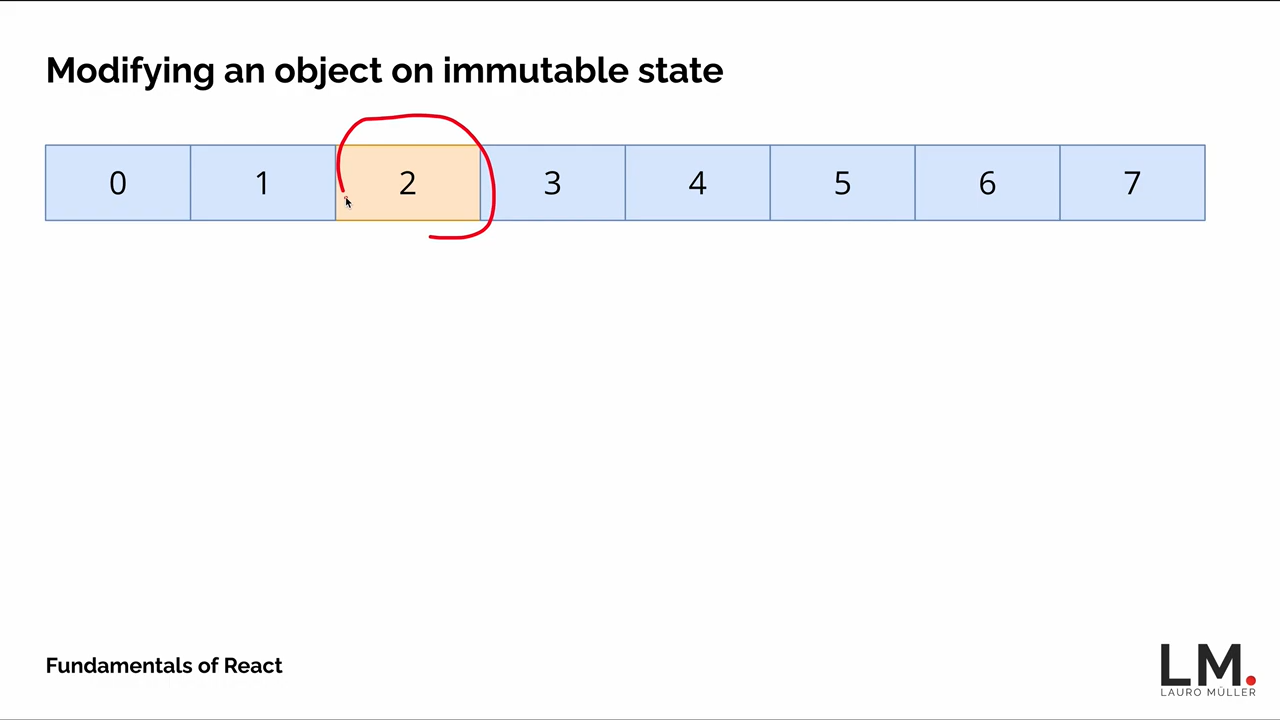 Modifying an object on immutable state
0 1 2 3 4 5 6 7
Fundamentals of React
LM.
LAURO MÜLLER